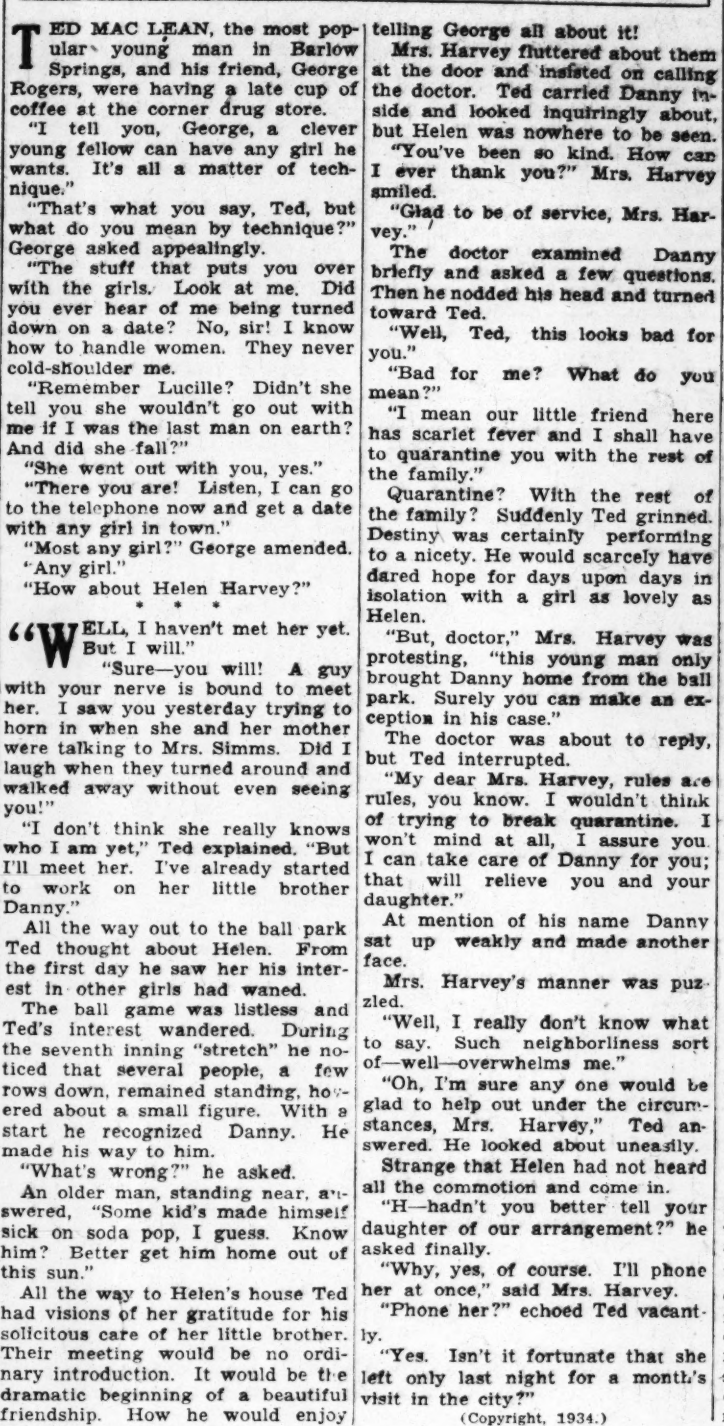 TED MAC LEAN, the most pop-
ular young man in Barlow
Springs, and his friend, George
Rogers, were having a late cup of
coffee at the corner drug store.
"I tell you, George, a clever
young fellow can have any girl he
wants. It's all a matter of tech-
nique."
"That's what you say, Ted, but
what do you mean by technique?"
George asked appealingly.
"The stuff that puts you over
with the girls. Look at me. Did
you ever hear of me being turned
down on a date? No, sir! I know
how to handle women. They never
cold-shoulder me.
"Remember Lucille? Didn't she
tell you she wouldn't go out with
me if I was the last man on earth?
And did she fall?"
"She went out with you, yes."
"There you are! Listen, I can go
to the telephone now and get a date
with any girl in town."
"Most any girl?" George amended.
"Any girl."
"How about Helen Harvey?"
* * *
"WELL, I haven't met her yet.
But I will."
"Sure—you will! A guy
with your nerve is bound to meet
her. I saw you yesterday trying to
horn in when she and her mother
were talking to Mrs. Simms. Did I
laugh when they turned around and
walked away without even seeing
you!"
"I don't think she really knows
who I am yet," Ted explained. "But
I'll meet her. I've already started
to work on her little brother
Danny."
All the way out to the ball park
Ted thought about Helen. From
the first day he saw her his inter-
est in other girls had waned.
The ball game was listless and
Ted's interest wandered. During
the seventh inning "stretch" he no-
ticed that several people, a few
rows down, remained standing, hov-
ered about a small figure. With a
start he recognized Danny. He
made his way to him.
"What's wrong?" he asked.
An older man, standing near, an-
swered, "Some kid's made himself
sick on soda pop, I guess. Know
him? Better get him home out of
this sun."
All the way to Helen's house Ted
had visions of her gratitude for his
solicitous care of her little brother.
Their meeting would be no ordi-
nary introduction. It would be the
dramatic beginning of a beautiful
friendship. How he would enjoy
telling George all about it!
Mrs. Harvey fluttered about them
at the door and insisted on calling
the doctor. Ted carried Danny in-
side and looked inquiringly about,
but Helen was nowhere to be seen.
"You've been so kind. How can
I ever thank you?" Mrs. Harvey
smiled.
"Glad to be of service, Mrs. Har-
vey."
The doctor examined Danny
briefly and asked a few questions.
Then he nodded his head and turned
toward Ted.
"Well, Ted, this looks bad for
you."
"Bad for me? What do you
mean?"
"I mean our little friend here
has scarlet fever and I shall have
to quarantine you with the rest of
the family."
Quarantine? With the rest of
the family? Suddenly Ted grinned.
Destiny was certainly performing
to a nicety. He would scarcely have
dared hope for days upon days in
isolation with a girl as lovely as
Helen.
"But, doctor," Mrs. Harvey was
protesting, "this young man only
brought Danny home from the ball
park. Surely you can make an ex-
ception in his case."
The doctor was about to reply,
but Ted interrupted.
"My dear Mrs. Harvey, rules are
rules, you know. I wouldn't think
of trying to break quarantine. I
won't mind at all, I assure you.
I can take care of Danny for you;
that will relieve you and your
daughter."
At mention of his name Danny
sat up weakly and made another
face.
Mrs. Harvey's manner was puz-
zled.
"Well, I really don't know what
to say. Such neighborliness sort
of—well—overwhelms me."
"Oh, I'm sure any one would be
glad to help out under the circum-
stances, Mrs. Harvey," Ted an-
swered. He looked about uneasily.
Strange that Helen had not heard
all the commotion and come in.
"H—hadn't you better tell your
daughter of our arrangement?" he
asked finally.
"Why, yes, of course. I'll phone
her at once," said Mrs. Harvey.
"Phone her?" echoed Ted vacant-
ly.
"Yes. Isn't it fortunate that she
left only last night for a month's
visit in the city?"
(Copyright, 1934.)